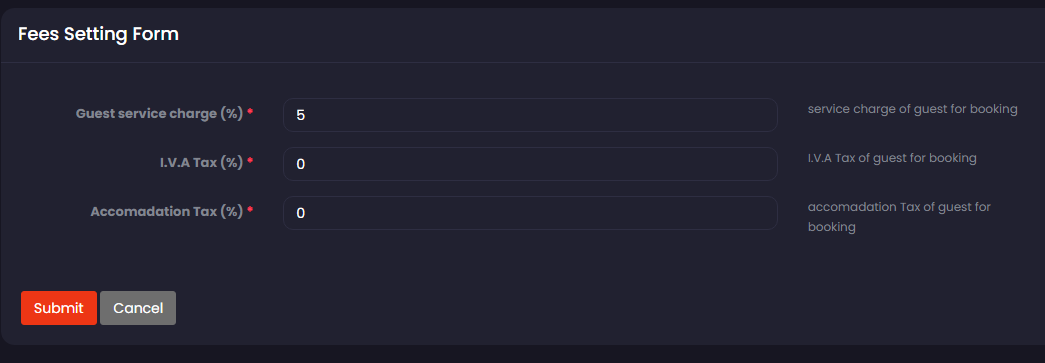 Fees Setting Form
Guest service charge (%) *
5
service charge of guest for booking
I.V.A Tax (%) *
0
I.V.A Tax of guest for booking
Accomadation Tax (%) *
0
accomadation Tax of guest for
booking
Submit
Cancel